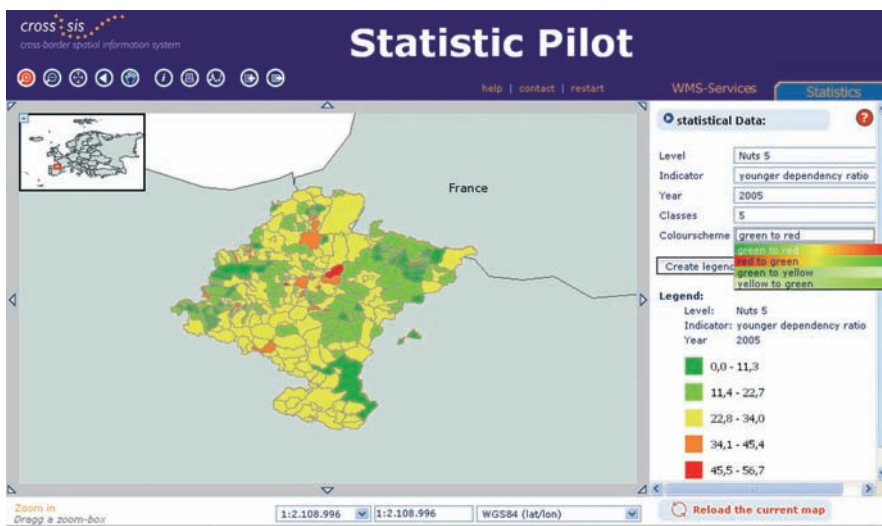 cross·sis
cross-border spatial information system
Statistic Pilot
help | contact | restart
WMS-Services
Statistics
France
statistical Data:
?
Level Nuts 5
Indicator younger dependency ratio
Year 2005
Classes 5
Colourscheme green to red
green to red
red to green
green to yellow
yellow to green
Create legend
Legend:
Level: Nuts 5
Indicator: younger dependency ratio
Year 2005
0,0 - 11,3
11,4 - 22,7
22,8 - 34,0
34,1 - 45,4
45,5 - 56,7
Zoom in
Dragg a zoom-box
1:2.108.996
1:2.108.996
WGS84 (lat/lon)
Reload the current map